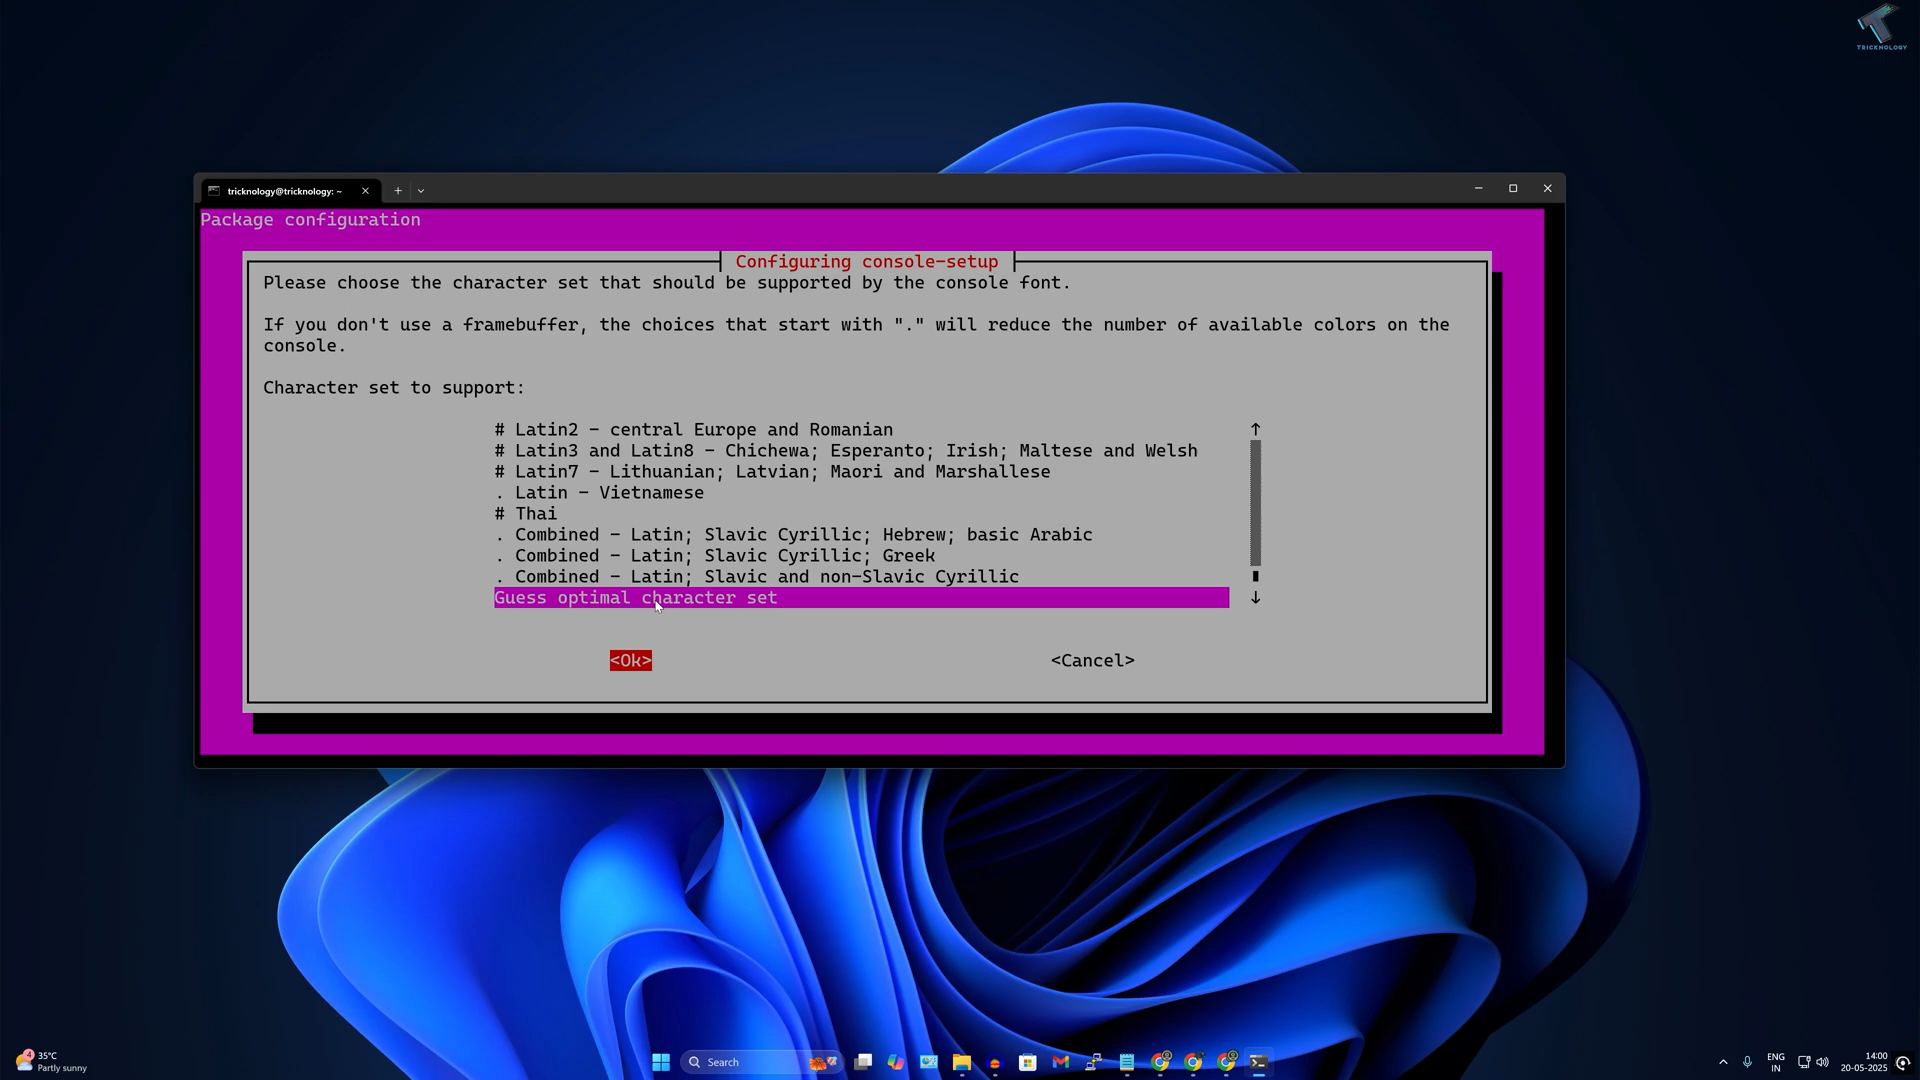 TRICKNOLOGY
tricknology@tricknology: ~
Package configuration
Configuring console-setup
Please choose the character set that should be supported by the console font.
If you don't use a framebuffer, the choices that start with "." will reduce the number of available colors on the
console.
Character set to support:
# Latin2 - central Europe and Romanian
# Latin3 and Latin8 - Chichewa; Esperanto; Irish; Maltese and Welsh
# Latin7 - Lithuanian; Latvian; Maori and Marshallese
. Latin - Vietnamese
# Thai
. Combined - Latin; Slavic Cyrillic; Hebrew; basic Arabic
. Combined - Latin; Slavic Cyrillic; Greek
. Combined - Latin; Slavic and non-Slavic Cyrillic
Guess optimal character set
<Ok> <Cancel>
4
35°C
Partly sunny
Search
ENG
IN
14:00
20-05-2025